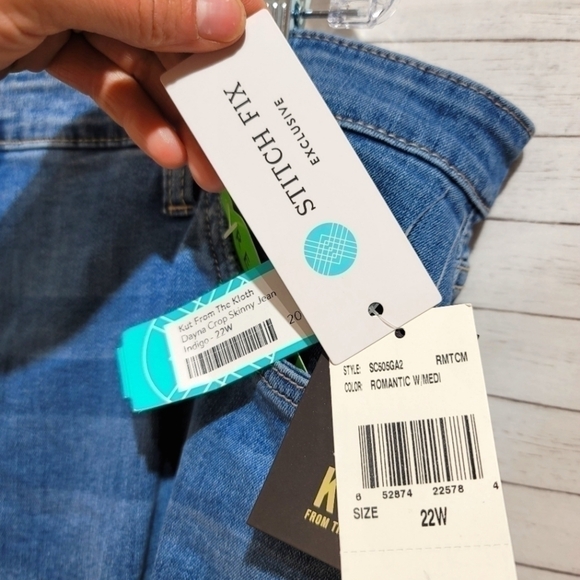 STITCH FIX
EXCLUSIVE
Kut From The Kloth
Dayna Crop Skinny Jean
Indigo - 22W
20
STYLE: SC505GA2 RMTCM
COLOR: ROMANTIC W/MEDI
6 52874 22578 4
SIZE 22W
K
FROM